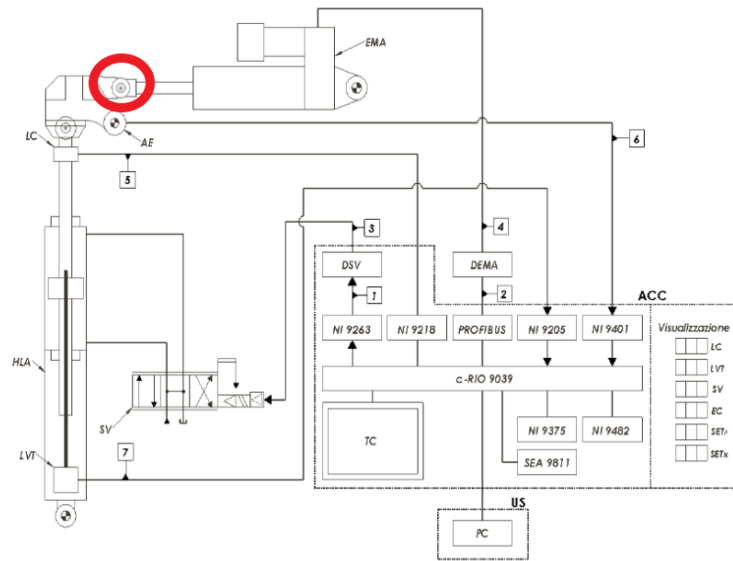 EMA
LC
AE
6
5
3
4
DSV
DEMA
ACC
1
2
NI 9263
NI 9218
PROFIBUS
NI 9205
NI 9401
Visualizzazione
LC
LVT
SV
EC
SETF
SETX
c-RIO 9039
HLA
TC
NI 9375
NI 9482
SV
SEA 9811
LVT
7
US
PC